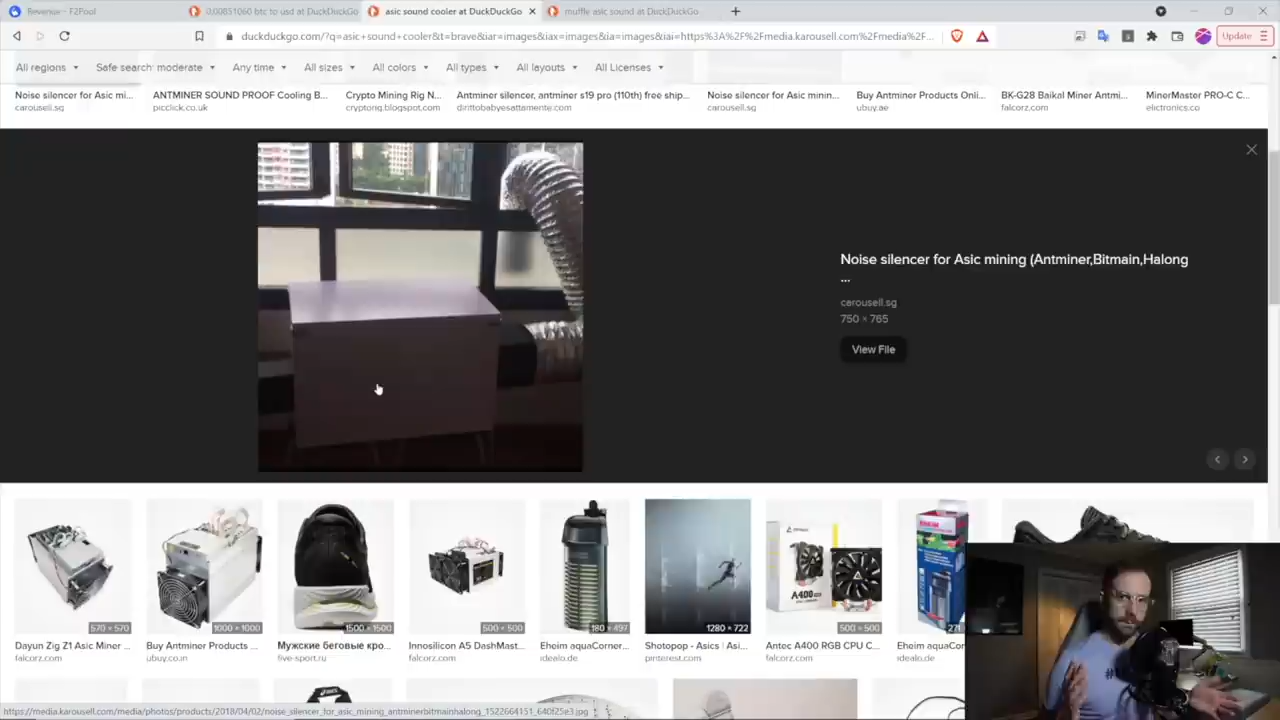 Revenue - F2Pool
0.00851060 btc to usd at DuckDuckGo
asic sound cooler at DuckDuckGo
muffle asic sound at DuckDuckGo
duckduckgo.com/?q=asic+sound+cooler&t=brave&iar=images&iax=images&ia=images&iai=https%3A%2F%2Fmedia.karousell.com%2Fmedia%2F...
Update
All regions
Safe search: moderate
Any time
All sizes
All colors
All types
All layouts
All Licenses
Noise silencer for Asic mi...
ANTMINER SOUND PROOF Cooling B...
Crypto Mining Rig N...
Antminer silencer, antminer s19 pro (110th) free ship...
Noise silencer for Asic minin...
Buy Antminer Products Onli...
BK-G28 Baikal Miner Antmi...
MinerMaster PRO-C C...
carousell.sg
picclick.co.uk
cryptorig.blogspot.com
dirittobabyesattamente.com
carousell.sg
ubuy.ae
falcorz.com
elictronics.co
Noise silencer for Asic mining (Antminer,Bitmain,Halong
...
carousell.sg
750 × 765
View File
A400
EHEIM
570 × 570
1000 × 1000
1500 × 1500
500 × 500
180 × 497
1280 × 722
500 × 500
271
Dayun Zig Z1 Asic Miner ...
Buy Antminer Products ...
Мужские беговые кро...
Innosilicon A5 DashMast...
Eheim aquaCorner...
Shotopop - Asics | Asi...
Antec A400 RGB CPU C...
Eheim aquaCor
falcorz.com
ubuy.co.in
five-sport.ru
falcorz.com
idealo.de
pinterest.com
falcorz.com
idealo.de
https://media.karousell.com/media/photos/products/2018/04/02/noise_silencer_for_asic_mining_antminerbitmainhalong_1522664151_640f25e3.jpg